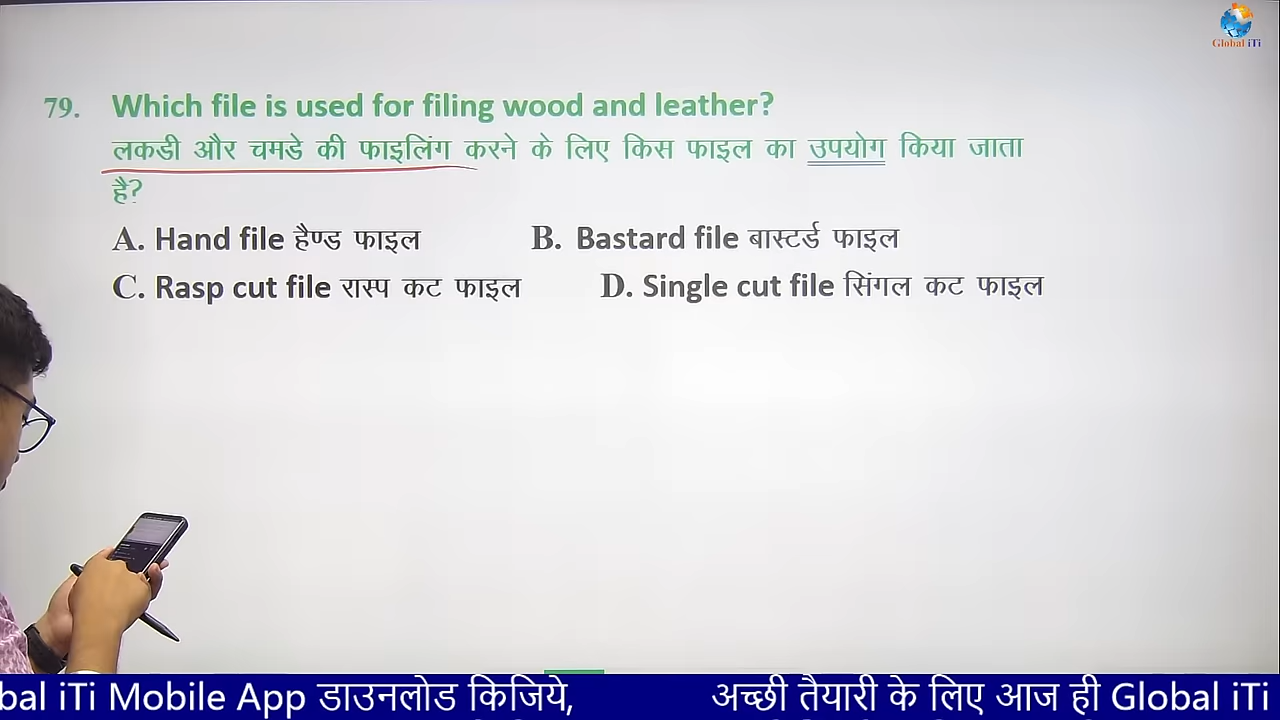 Global iTi
79. Which file is used for filing wood and leather?
लकडी और चमडे की फाइलिंग करने के लिए किस फाइल का उपयोग किया जाता
है?
A. Hand file हैण्ड फाइल B. Bastard file बास्टर्ड फाइल
C. Rasp cut file रास्प कट फाइल D. Single cut file सिंगल कट फाइल
bal iTi Mobile App डाउनलोड किजिये, अच्छी तैयारी के लिए आज ही Global iTi